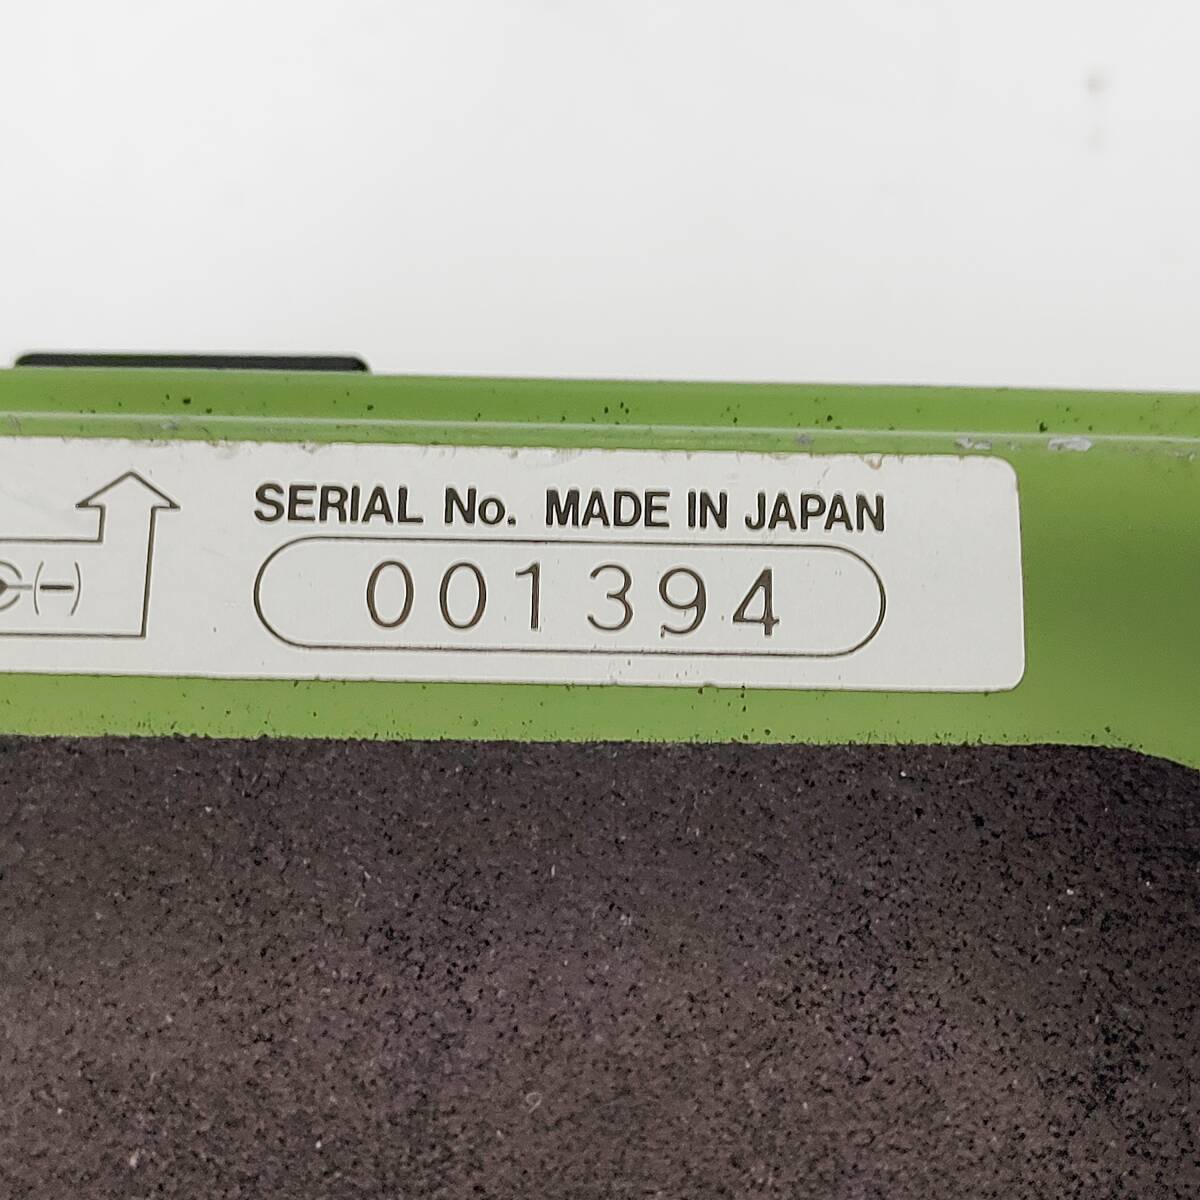 SERIAL No. MADE IN JAPAN
(−)
001394